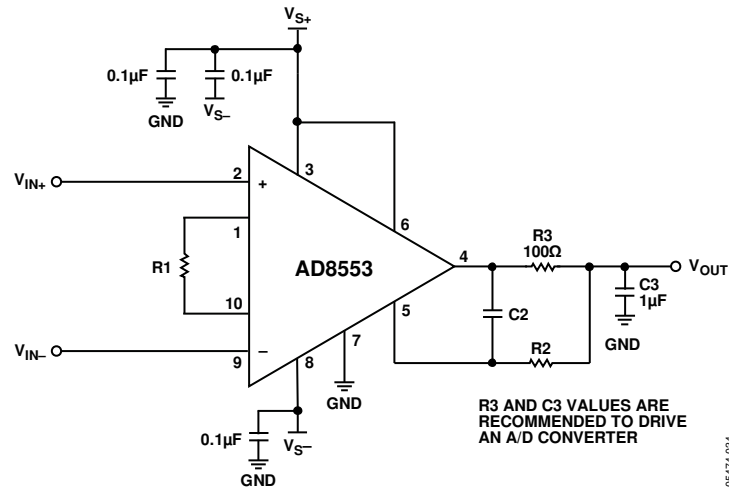 VS+
0.1µF
0.1µF
GND
VS–
3
VIN+
2
+
1
R1
AD8553
6
4
R3
100Ω
VOUT
C3
1µF
GND
10
5
C2
R2
VIN–
9
–
8
7
GND
0.1µF
VS–
GND
R3 AND C3 VALUES ARE
RECOMMENDED TO DRIVE
AN A/D CONVERTER
05474-024